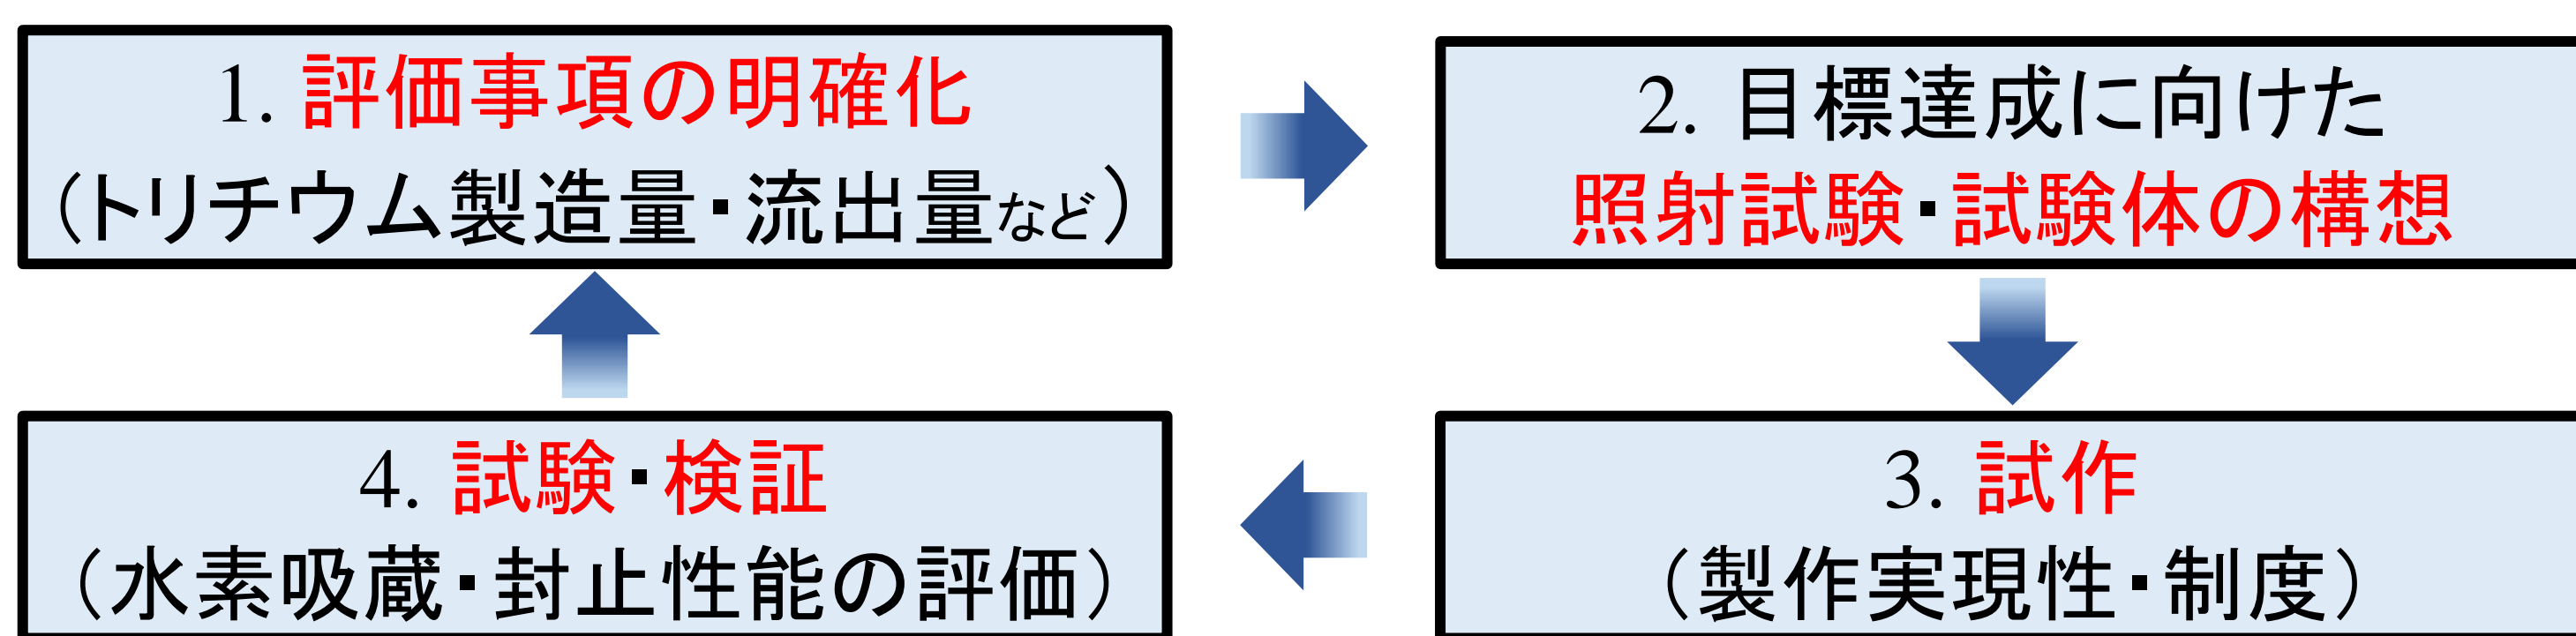 1. 評価事項の明確化
(トリチウム製造量・流出量など)
2. 目標達成に向けた
照射試験・試験体の構想
3. 試作
(製作実現性・制度)
4. 試験・検証
(水素吸蔵・封止性能の評価)